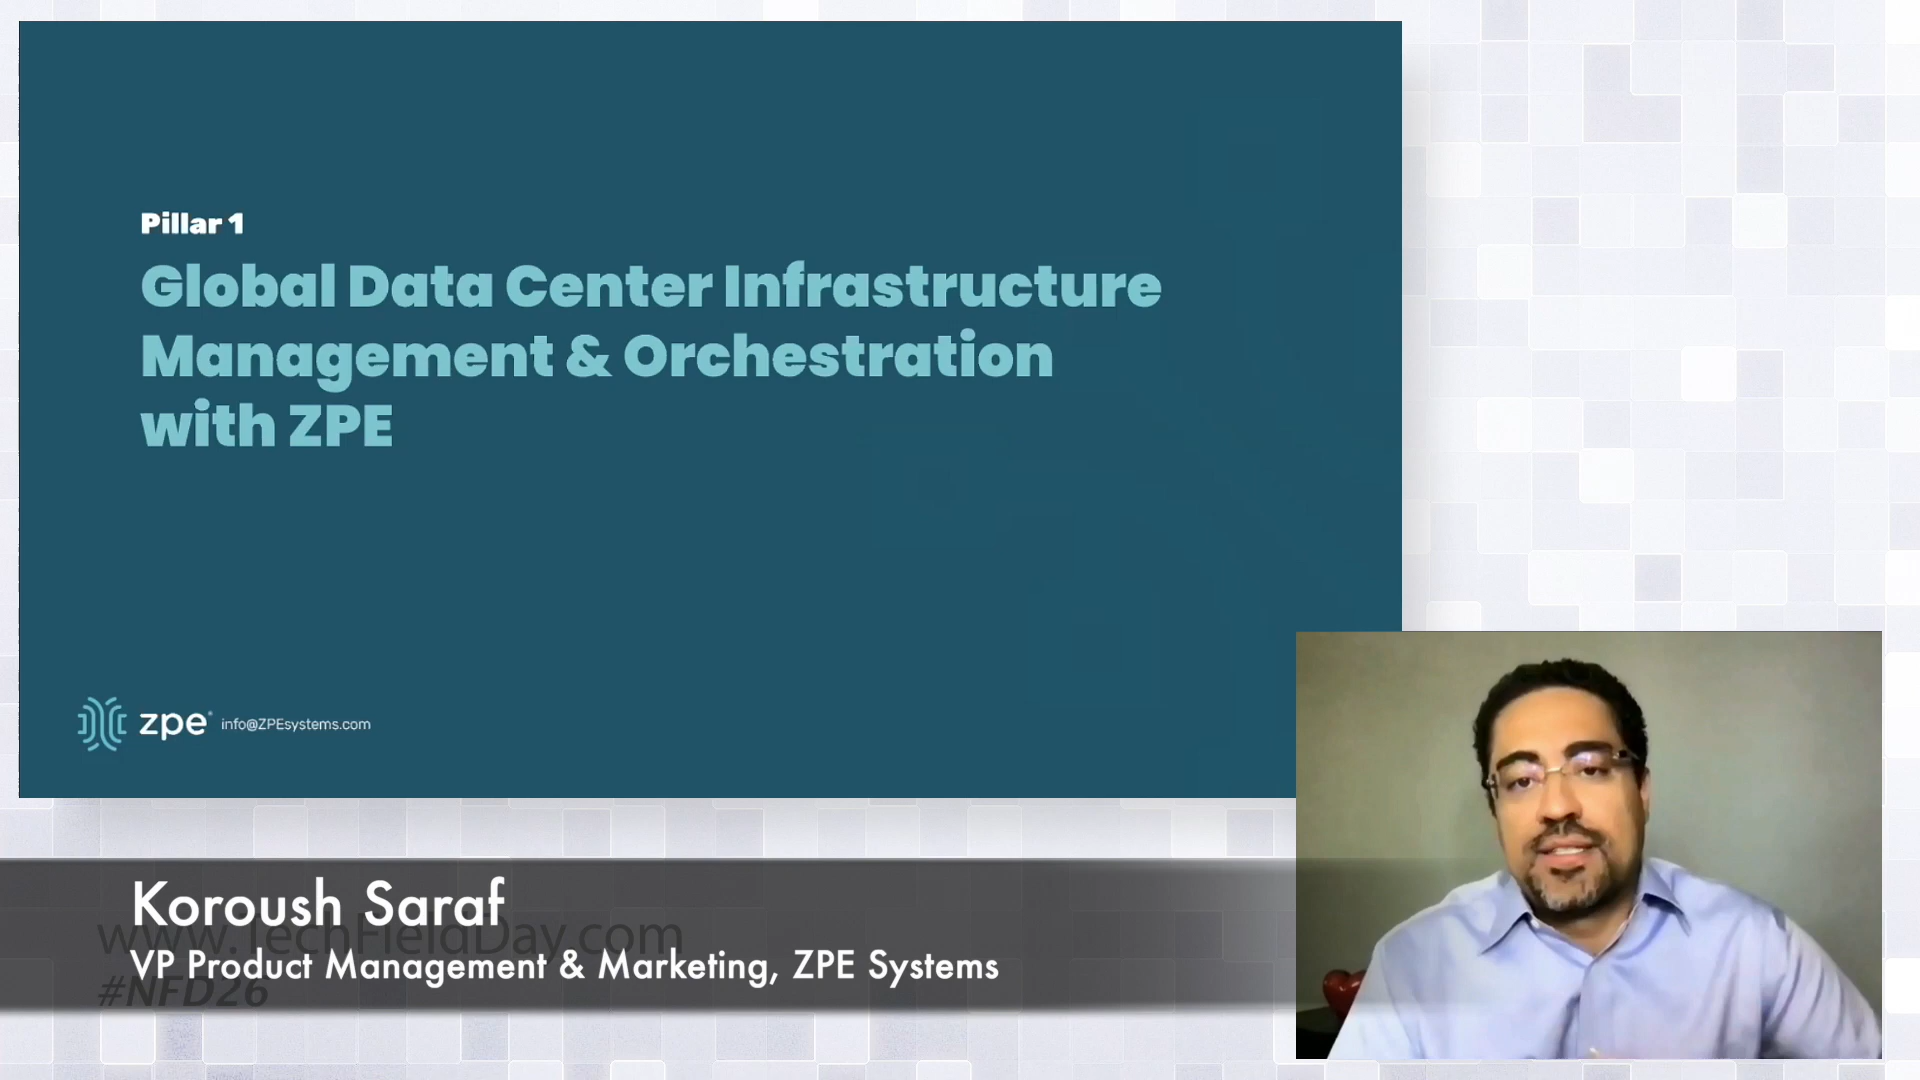 Pillar 1
Global Data Center Infrastructure
Management & Orchestration
with ZPE
zpe® info@ZPEsystems.com
Koroush Saraf
www.TechFieldDay.com
VP Product Management & Marketing, ZPE Systems
#NFD26